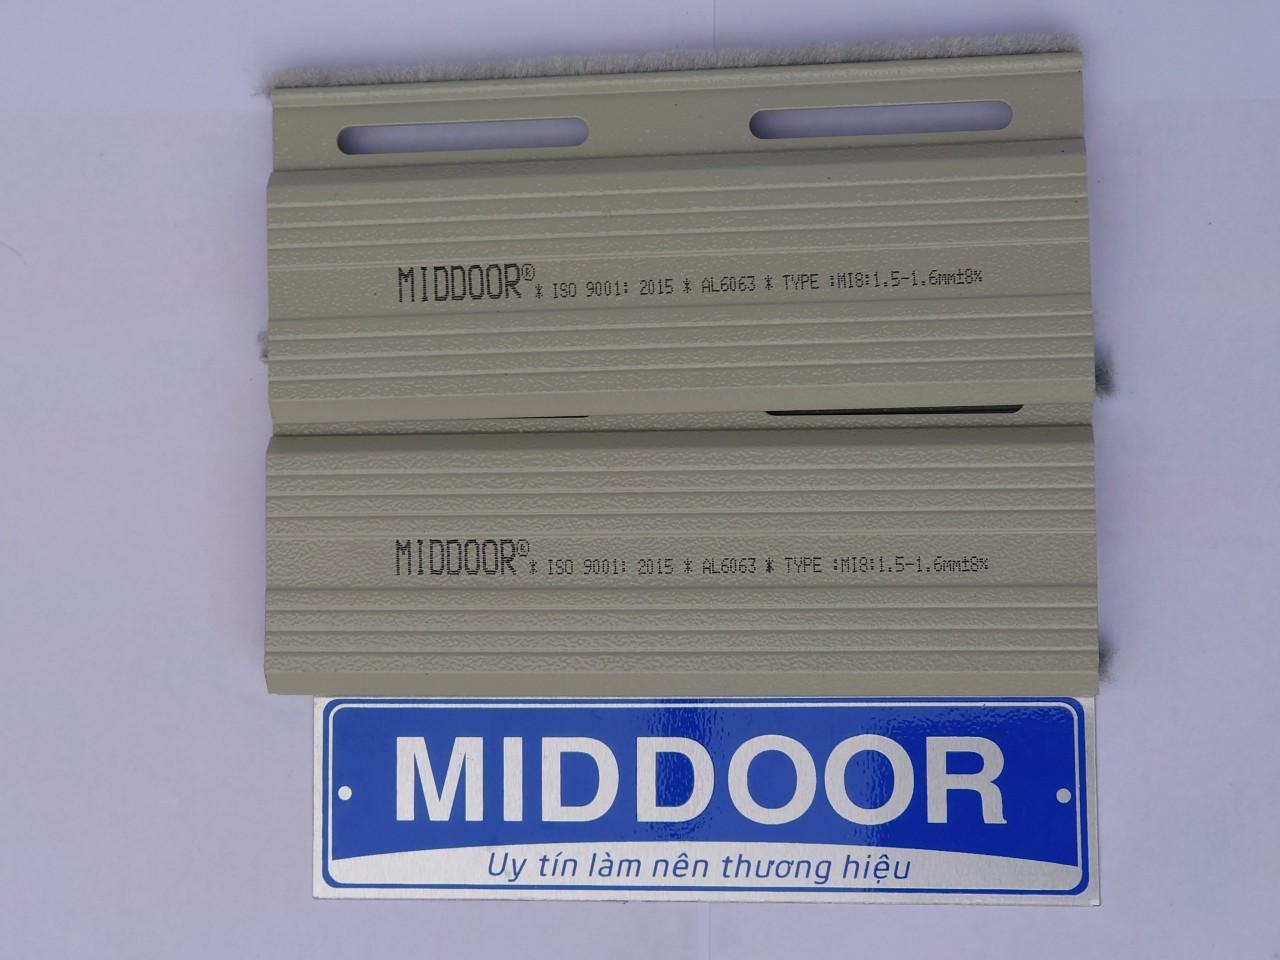 MIDDOOR® * ISO 9001: 2015 * AL6063 * TYPE :MI8:1.5-1.6mm±8%
MIDDOOR® * ISO 9001: 2015 * AL6063 * TYPE :MI8:1.5-1.6mm±8%
MIDDOOR
Uy tín làm nên thương hiệu